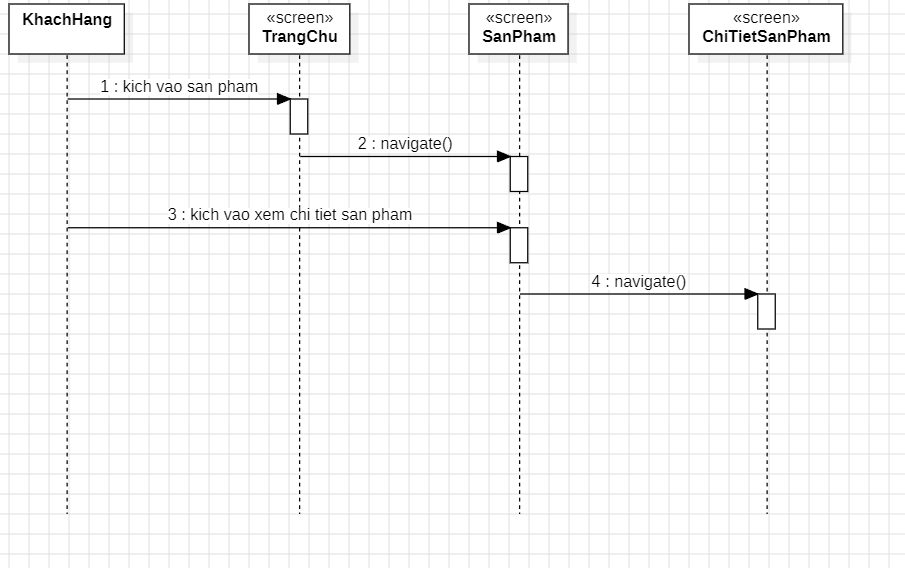 KhachHang
«screen»
TrangChu
«screen»
SanPham
«screen»
ChiTietSanPham
1 : kich vao san pham
2 : navigate()
3 : kich vao xem chi tiet san pham
4 : navigate()